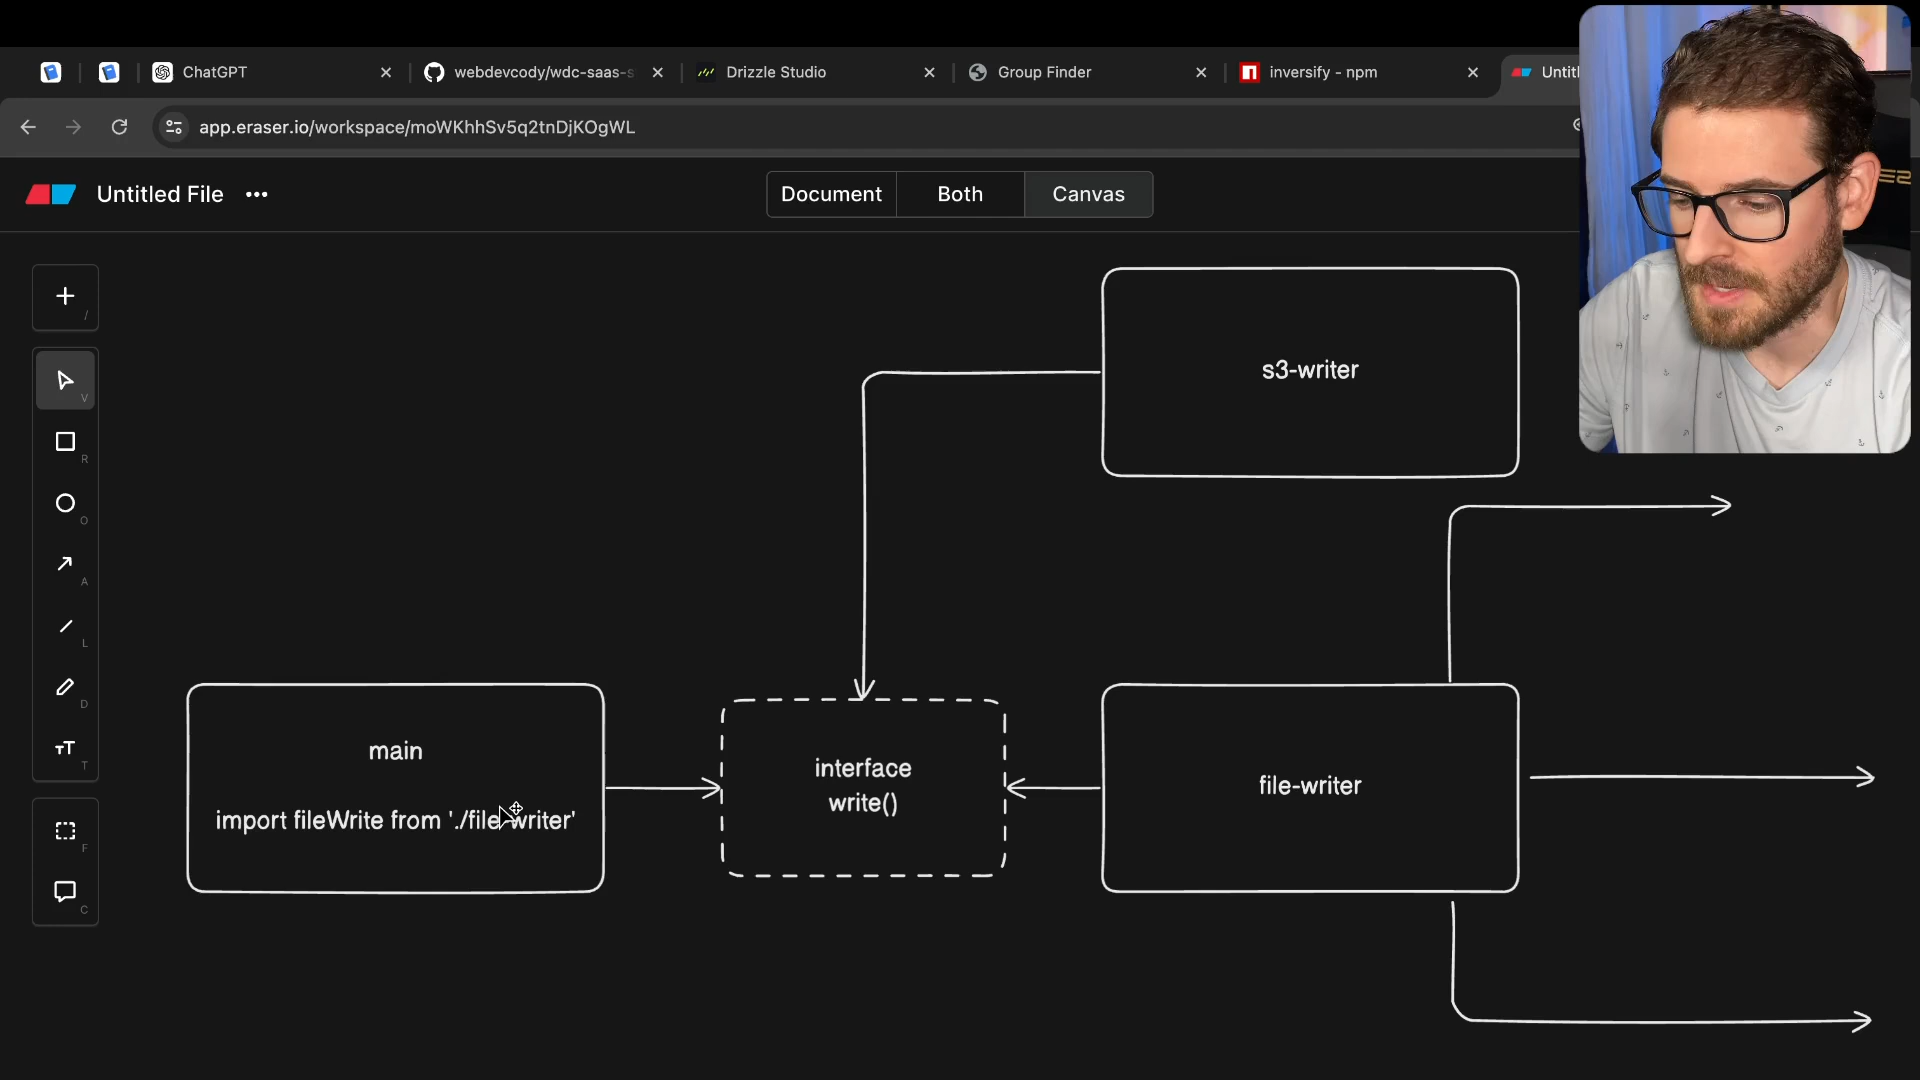 ChatGPT
webdevcody/wdc-saas-s
Drizzle Studio
Group Finder
inversify - npm
Untitl
app.eraser.io/workspace/moWKhhSv5q2tnDjKOgWL
Untitled File
Document
Both
Canvas
/
V
R
O
A
L
D
T
F
C
s3-writer
main
import fileWrite from './file-writer'
interface
write()
file-writer